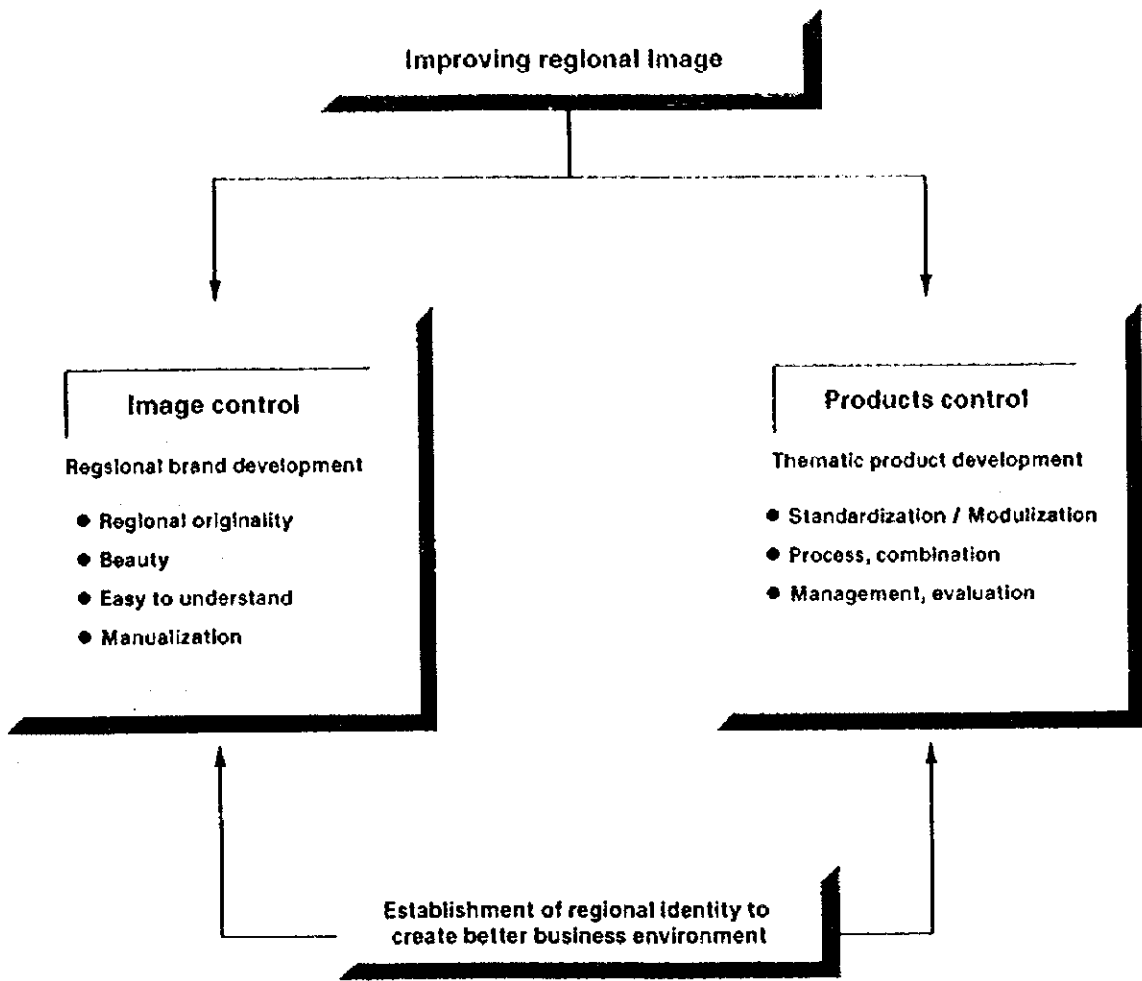 Improving regional Image
Image control
Regsional brand development
● Regional originality
● Beauty
● Easy to understand
● Manualization
Products control
Thematic product development
● Standardization / Modulization
● Process, combination
● Management, evaluation
Establishment of regional identity to
create better business environment